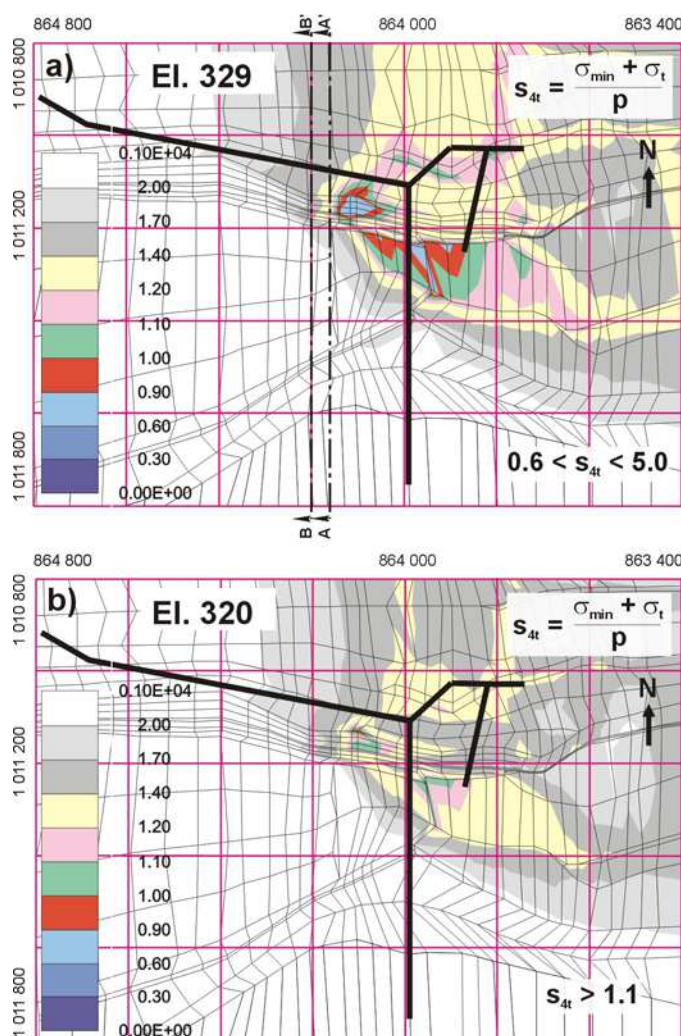 864 800
B'
A'
864 000
863 400
1 010 800
1 011 200
1 011 800
a)
El. 329
s4t = σmin + σt
p
N
0.10E+04
2.00
1.70
1.40
1.20
1.10
1.00
0.90
0.60
0.30
0.00E+00
0.6 < s4t < 5.0
B
A
864 800
864 000
863 400
1 010 800
1 011 200
1 011 800
b)
El. 320
s4t = σmin + σt
p
N
0.10E+04
2.00
1.70
1.40
1.20
1.10
1.00
0.90
0.60
0.30
0.00E+00
s4t > 1.1